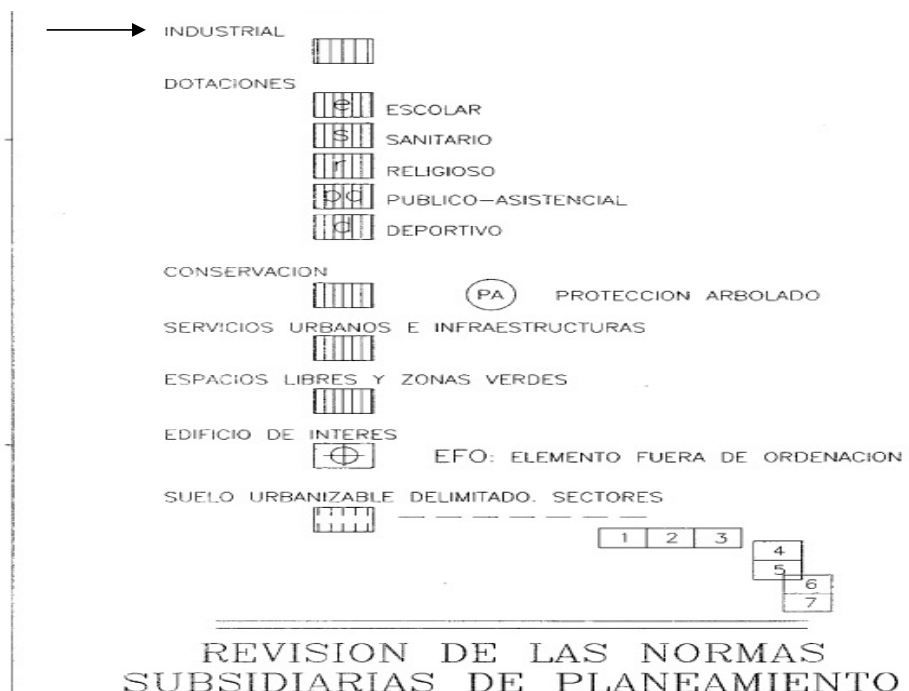 INDUSTRIAL
DOTACIONES
e ESCOLAR
s SANITARIO
r RELIGIOSO
pa PUBLICO-ASISTENCIAL
d DEPORTIVO
CONSERVACION
PA PROTECCION ARBOLADO
SERVICIOS URBANOS E INFRAESTRUCTURAS
ESPACIOS LIBRES Y ZONAS VERDES
EDIFICIO DE INTERES
EFO: ELEMENTO FUERA DE ORDENACION
SUELO URBANIZABLE DELIMITADO. SECTORES
1 2 3
4
5
6
7
REVISION DE LAS NORMAS
SUBSIDIARIAS DE PLANEAMIENTO